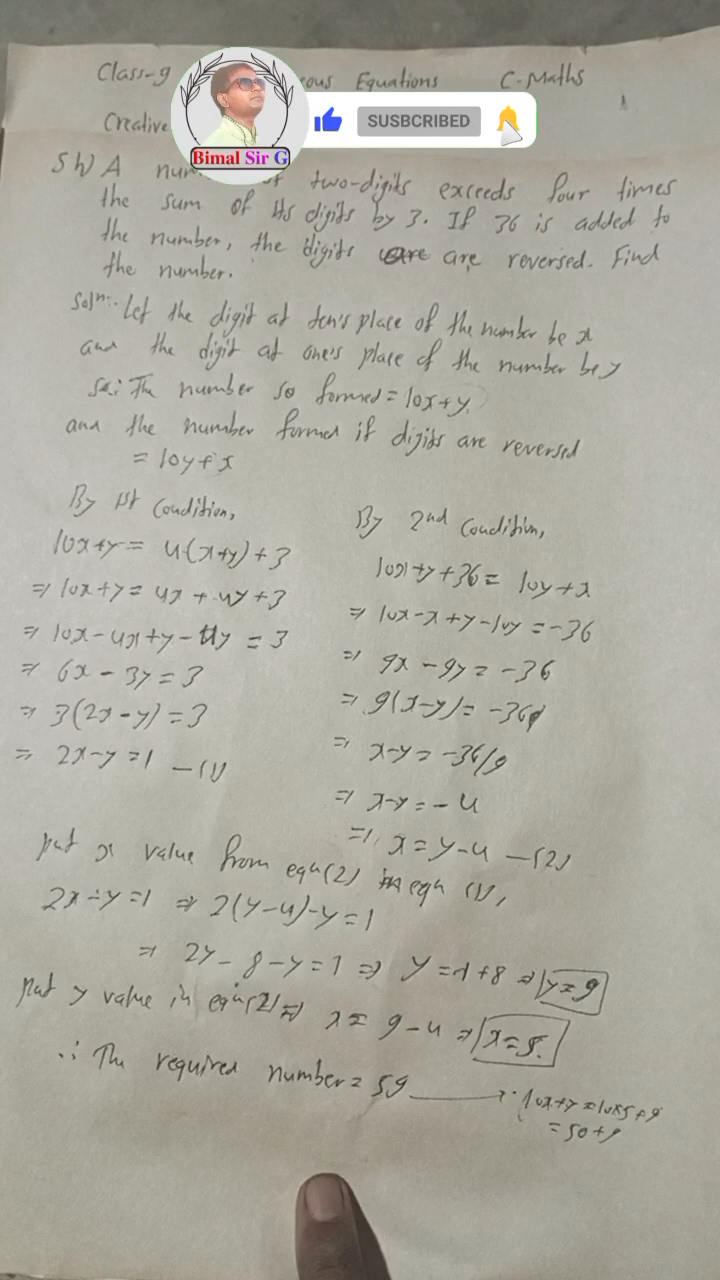 Class-9 eous Equations C-Maths
Creative
SUSBCRIBED
Bimal Sir G
5 h) A num of two-digits exceeds four times
the sum of its digits by 3. If 36 is added to
the number, the digits are are reversed. Find
the number.
Soln:- Let the digit at ten's place of the number be x
and the digit at one's place of the number be y
So: The number so formed = 10x+y
and the number formed if digits are reversed
= 10y+x
By 1st Condition,
10x+y = 4(x+y)+3
⇒ 10x+y = 4x + 4y+3
⇒ 10x-4x+y-4y = 3
⇒ 6x - 3y = 3
⇒ 3(2x-y) = 3
⇒ 2x-y = 1 —(1)
By 2nd Condition,
10x+y+36 = 10y+x
⇒ 10x-x+y-10y = -36
⇒ 9x-9y = -36
⇒ 9(x-y) = -36
⇒ x-y = -36/9
⇒ x-y = -4
⇒ x = y-4 —(2)
put x value from eqn(2) in eqn (1),
2x-y=1 ⇒ 2(y-4)-y=1
⇒ 2y-8-y=1 ⇒ y=1+8 ⇒ y=9
put y value in eqn(2) ⇒ x = 9-4 ⇒ x=5.
∴ The required number = 59
10x+y = 10x5+9
= 50+9